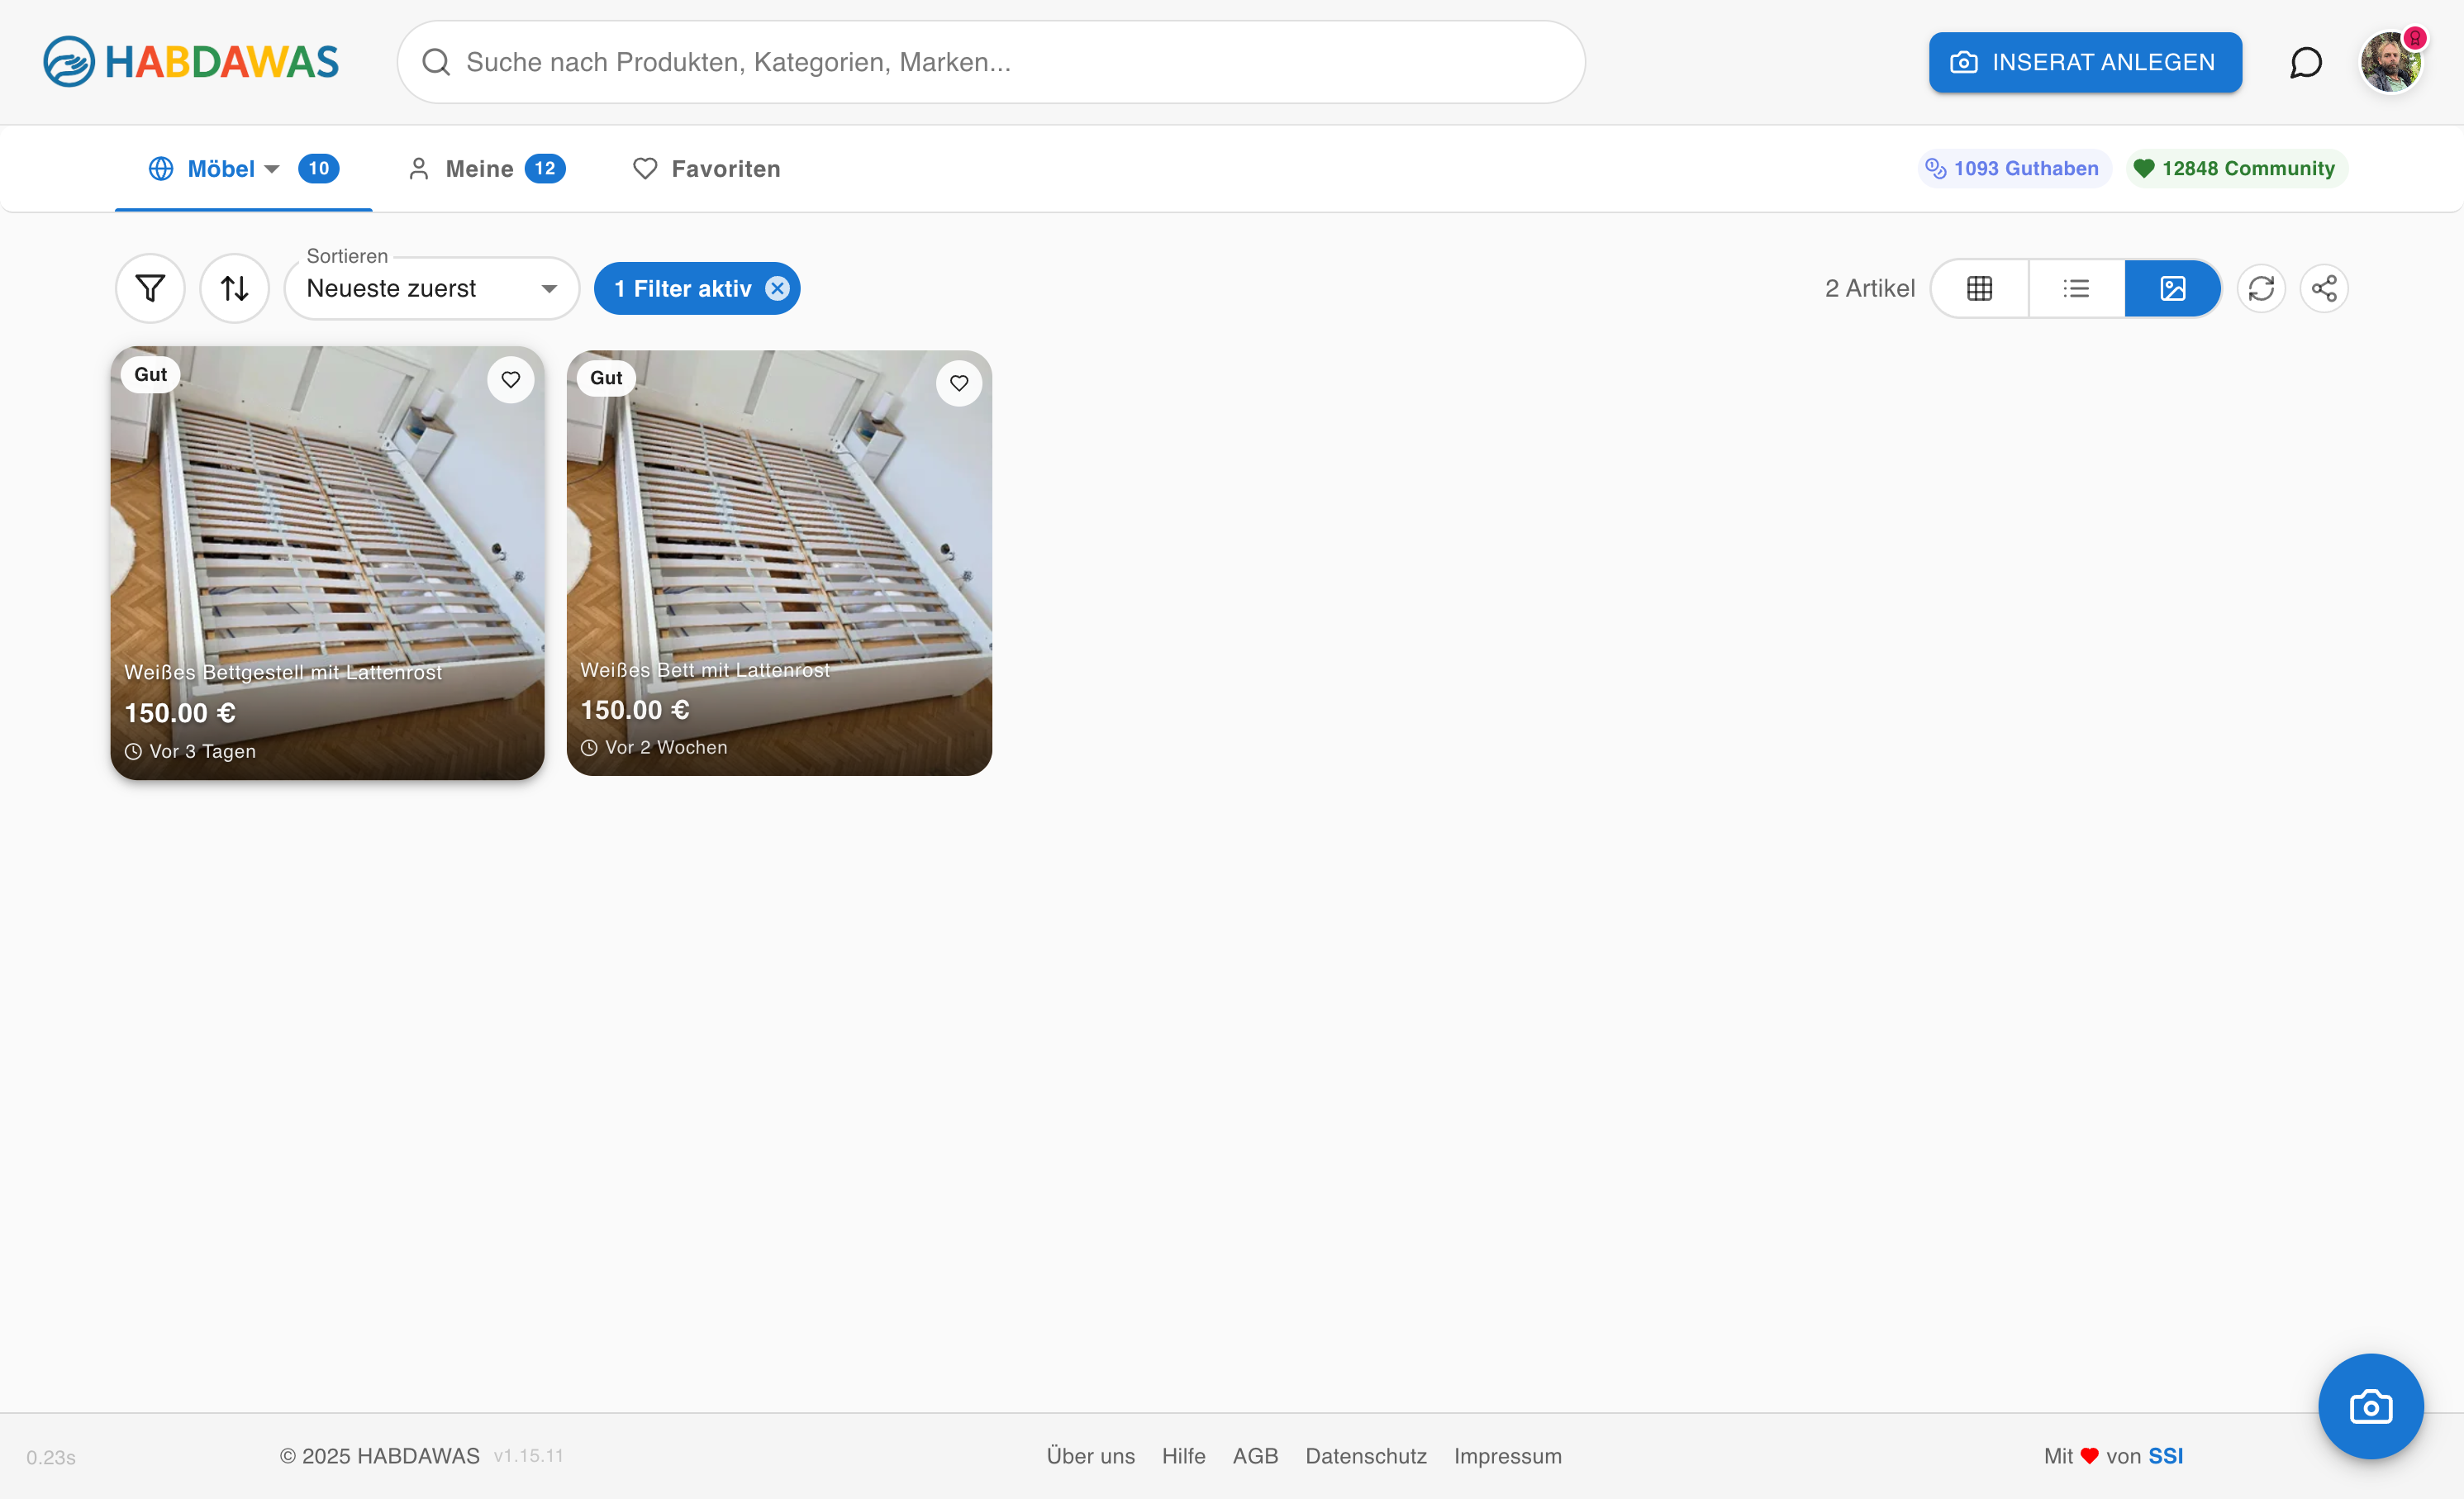 HABDAWAS
Suche nach Produkten, Kategorien, Marken...
INSERAT ANLEGEN
Möbel 10
Meine 12
Favoriten
1093 Guthaben
12848 Community
Sortieren
Neueste zuerst
1 Filter aktiv
2 Artikel
Gut
Weißes Bettgestell mit Lattenrost
150.00 €
Vor 3 Tagen
Gut
Weißes Bett mit Lattenrost
150.00 €
Vor 2 Wochen
0.23s
© 2025 HABDAWAS v1.15.11
Über uns
Hilfe
AGB
Datenschutz
Impressum
Mit ❤ von SSI